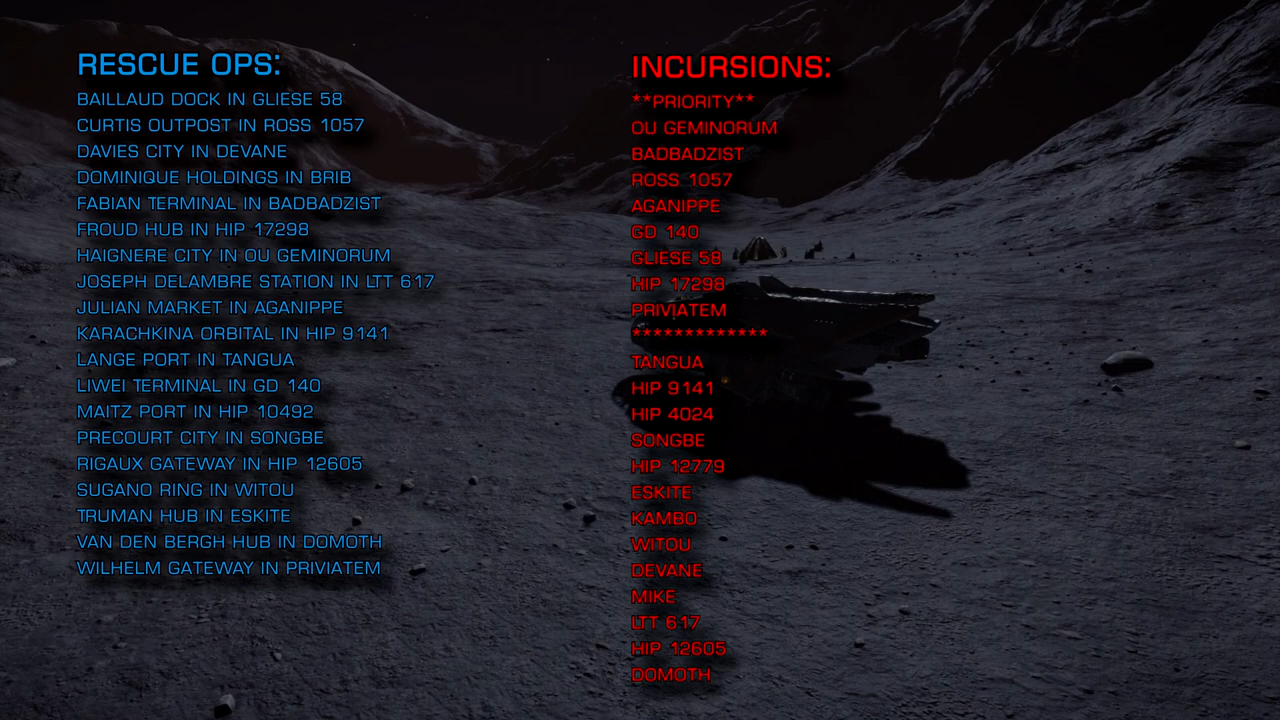 RESCUE OPS:
BAILLAUD DOCK IN GLIESE 58
CURTIS OUTPOST IN ROSS 1057
DAVIES CITY IN DEVANE
DOMINIQUE HOLDINGS IN BRIB
FABIAN TERMINAL IN BADBADZIST
FROUD HUB IN HIP 17298
HAIGNERE CITY IN OU GEMINORUM
JOSEPH DELAMBRE STATION IN LTT 617
JULIAN MARKET IN AGANIPPE
KARACHKINA ORBITAL IN HIP 9141
LANGE PORT IN TANGUA
LIWEI TERMINAL IN GD 140
MAITZ PORT IN HIP 10492
PRECOURT CITY IN SONGBE
RIGAUX GATEWAY IN HIP 12605
SUGANO RING IN WITOU
TRUMAN HUB IN ESKITE
VAN DEN BERGH HUB IN DOMOTH
WILHELM GATEWAY IN PRIVIATEM
INCURSIONS:
**PRIORITY**
OU GEMINORUM
BADBADZIST
ROSS 1057
AGANIPPE
GD 140
GLIESE 58
HIP 17298
PRIVIATEM
*************
TANGUA
HIP 9141
HIP 4024
SONGBE
HIP 12779
ESKITE
KAMBO
WITOU
DEVANE
MIKE
LTT 617
HIP 12605
DOMOTH